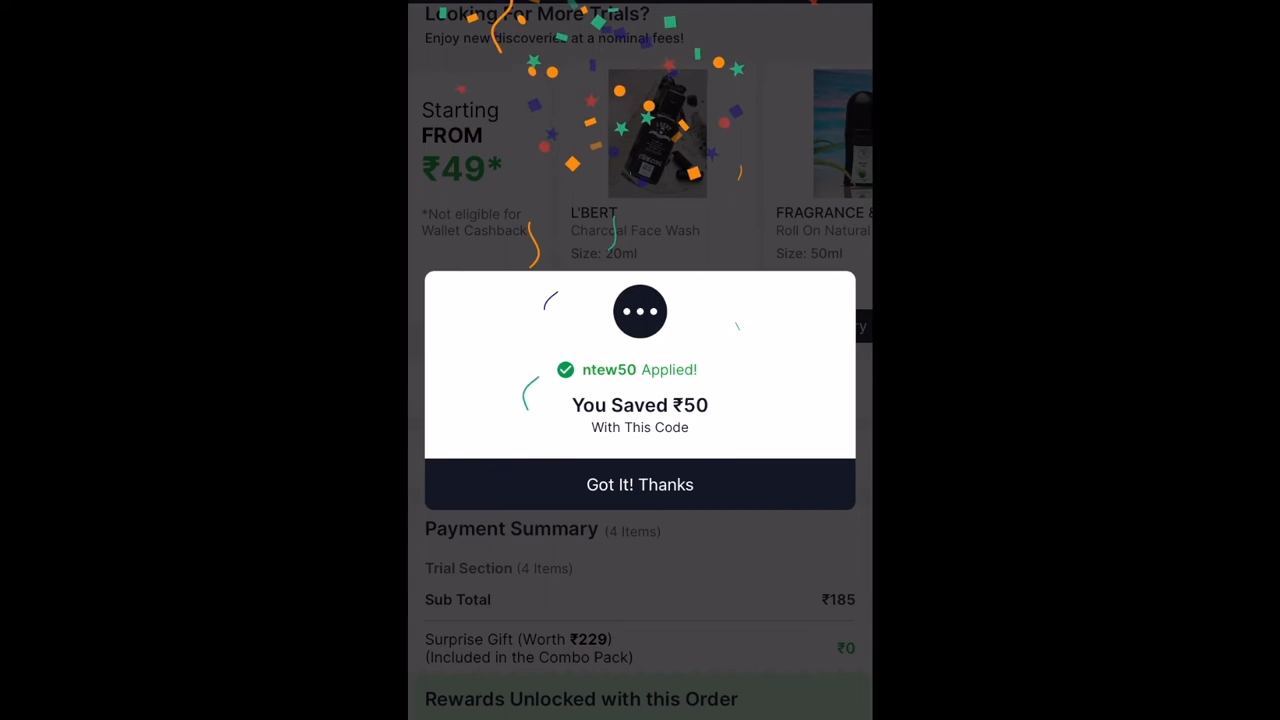 Looking For More Trials?
Enjoy new discoveries at a nominal fees!
Starting
FROM
₹49*
*Not eligible for
Wallet Cashback
L'BERT
Charcoal Face Wash
Size: 20ml
FRAGRANCE &
Roll On Natural
Size: 50ml
ntew50 Applied!
You Saved ₹50
With This Code
Got It! Thanks
Payment Summary (4 Items)
Trial Section (4 Items)
Sub Total ₹185
Surprise Gift (Worth ₹229) ₹0
(Included in the Combo Pack)
Rewards Unlocked with this Order